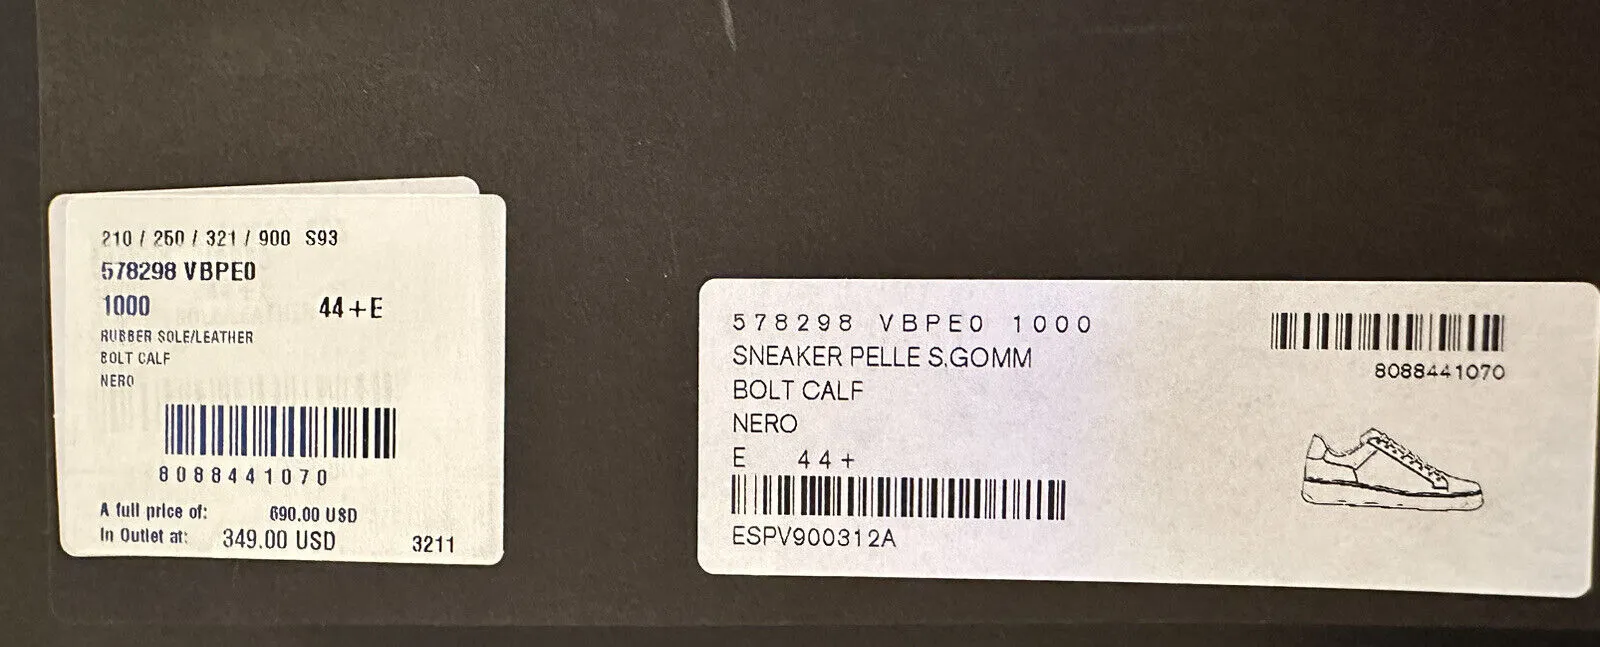 210 / 250 / 321 / 900 S93
578298 VBPE0
1000 44+E
RUBBER SOLE/LEATHER
BOLT CALF
NERO
8088441070
A full price of: 690.00 USD
In Outlet at: 349.00 USD 3211
578298 VBPE0 1000
SNEAKER PELLE S.GOMM
BOLT CALF
NERO
E 44+
ESPV900312A
8088441070